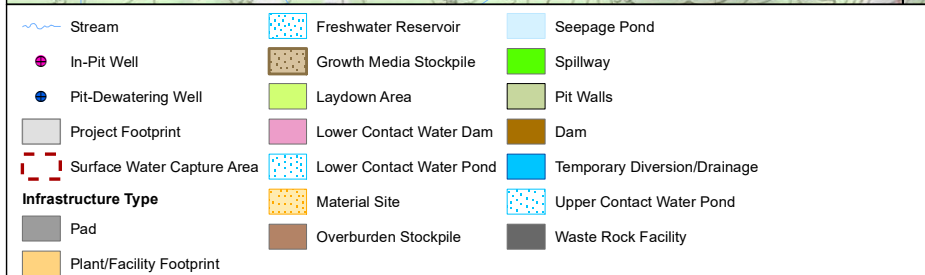 Stream
In-Pit Well
Pit-Dewatering Well
Project Footprint
Surface Water Capture Area
Infrastructure Type
Pad
Plant/Facility Footprint
Freshwater Reservoir
Growth Media Stockpile
Laydown Area
Lower Contact Water Dam
Lower Contact Water Pond
Material Site
Overburden Stockpile
Seepage Pond
Spillway
Pit Walls
Dam
Temporary Diversion/Drainage
Upper Contact Water Pond
Waste Rock Facility